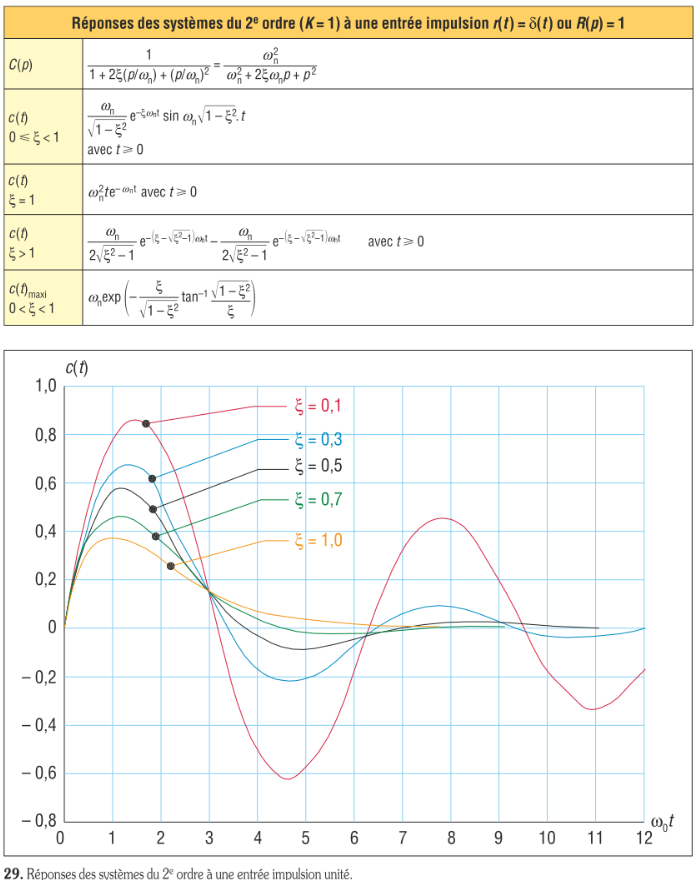 Réponses des systèmes du 2e ordre (K = 1) à une entrée impulsion r(t) = δ(t) ou R(p) = 1
C(p)
1 / (1 + 2ξ(p/ωn) + (p/ωn)²) = ωn² / (ωn² + 2ξωnp + p²)
c(t)
0 ⩽ ξ < 1
ωn / √(1 – ξ²) e^(–ξωnt) sin ωn √(1 – ξ²).t
avec t ⩾ 0
c(t)
ξ = 1
ωn² t e^(– ωnt) avec t ⩾ 0
c(t)
ξ > 1
ωn / (2√(ξ² – 1)) e^(–(ξ – √(ξ²–1))ωnt) – ωn / (2√(ξ² – 1)) e^(–(ξ – √(ξ²–1))ωnt) avec t ⩾ 0
c(t)maxi
0 < ξ < 1
ωn exp (– ξ / √(1 – ξ²) tan⁻¹ √(1 – ξ²) / ξ)
c(t)
1,0
0,8
0,6
0,4
0,2
0
– 0,2
– 0,4
– 0,6
– 0,8
ξ = 0,1
ξ = 0,3
ξ = 0,5
ξ = 0,7
ξ = 1,0
0 1 2 3 4 5 6 7 8 9 10 11 12
ω0t
29. Réponses des systèmes du 2e ordre à une entrée impulsion unité.